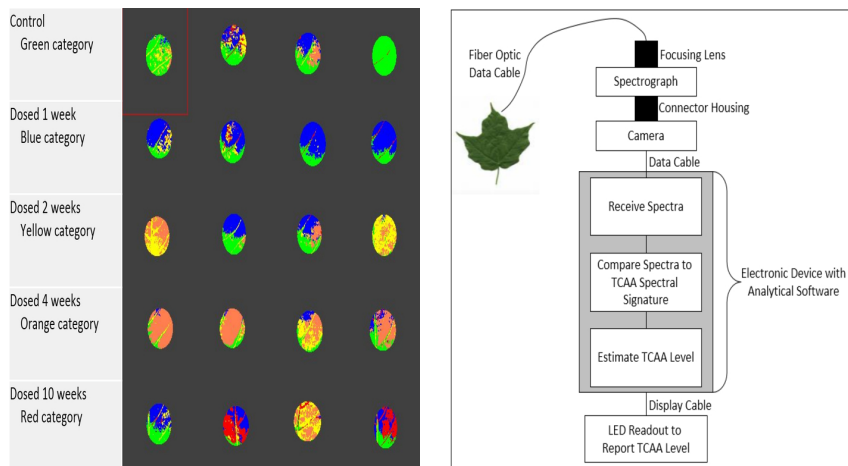 Control
Green category
Dosed 1 week
Blue category
Dosed 2 weeks
Yellow category
Dosed 4 weeks
Orange category
Dosed 10 weeks
Red category
Fiber Optic
Data Cable
Focusing Lens
Spectrograph
Connector Housing
Camera
Data Cable
Receive Spectra
Compare Spectra to
TCAA Spectral
Signature
Estimate TCAA Level
Electronic Device with
Analytical Software
Display Cable
LED Readout to
Report TCAA Level